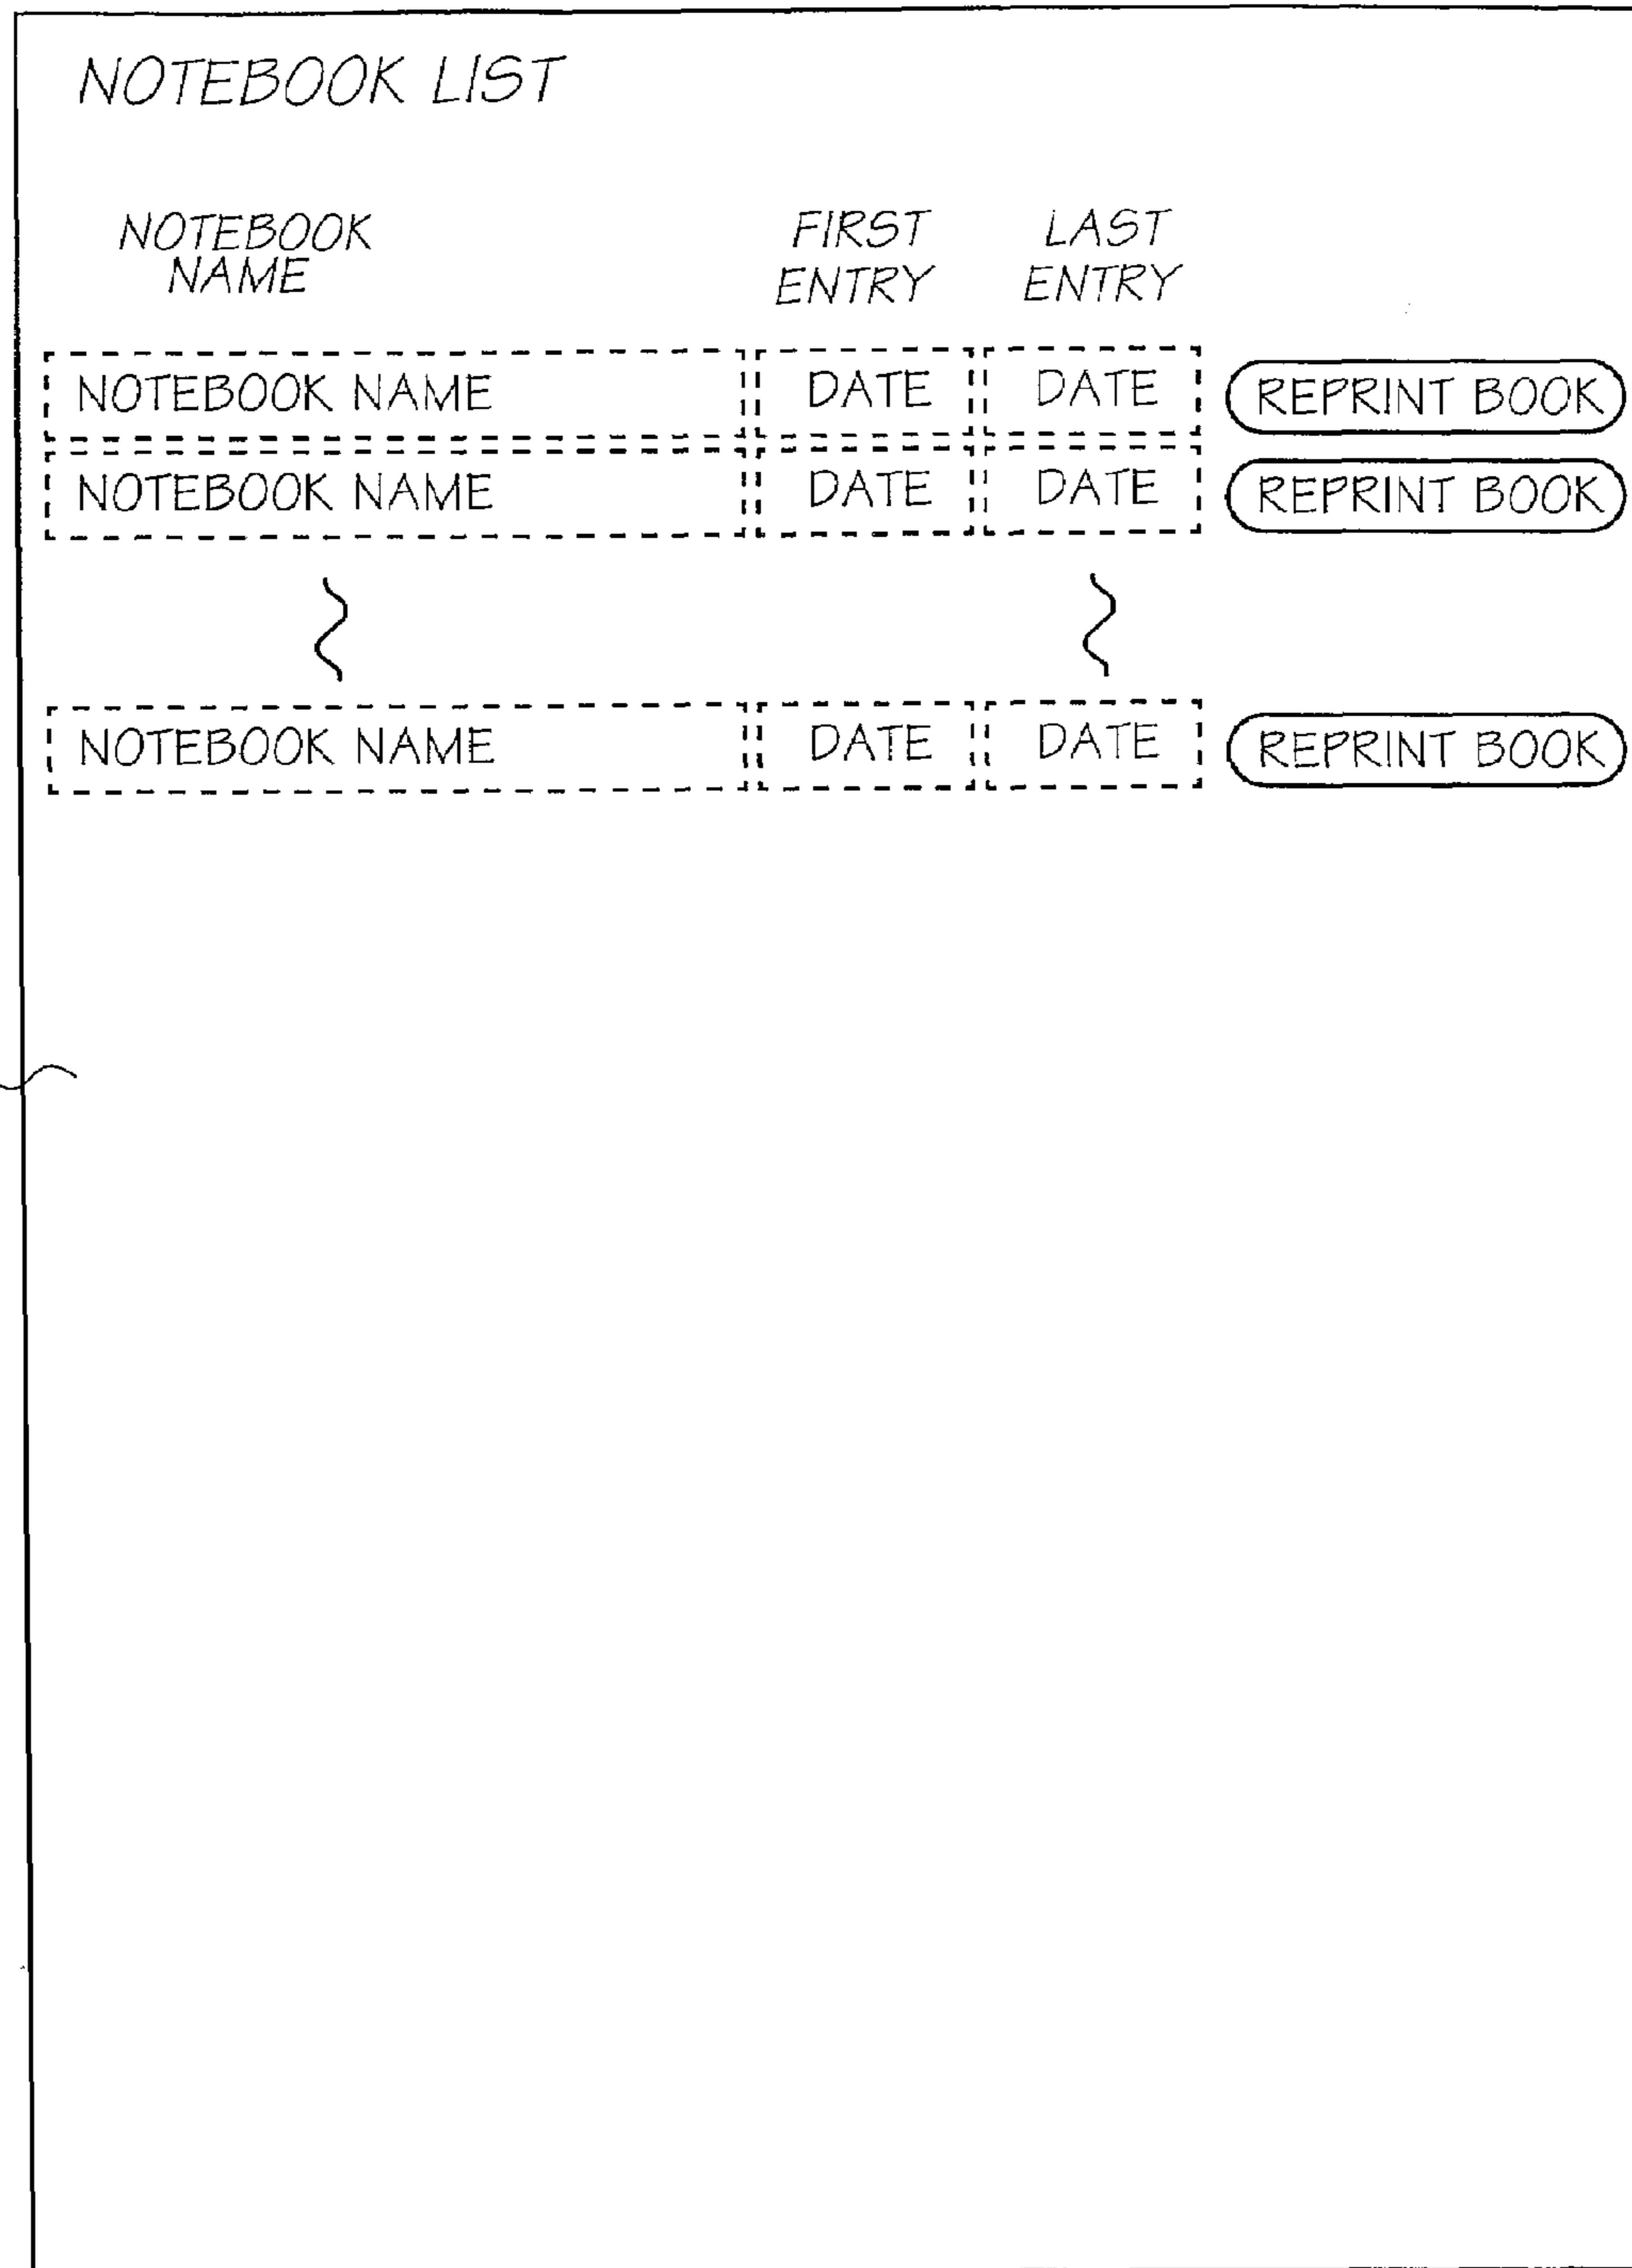 NOTEBOOK LIST
NOTEBOOK NAME
FIRST ENTRY
LAST ENTRY
NOTEBOOK NAME DATE DATE REPRINT BOOK
NOTEBOOK NAME DATE DATE REPRINT BOOK
NOTEBOOK NAME DATE DATE REPRINT BOOK